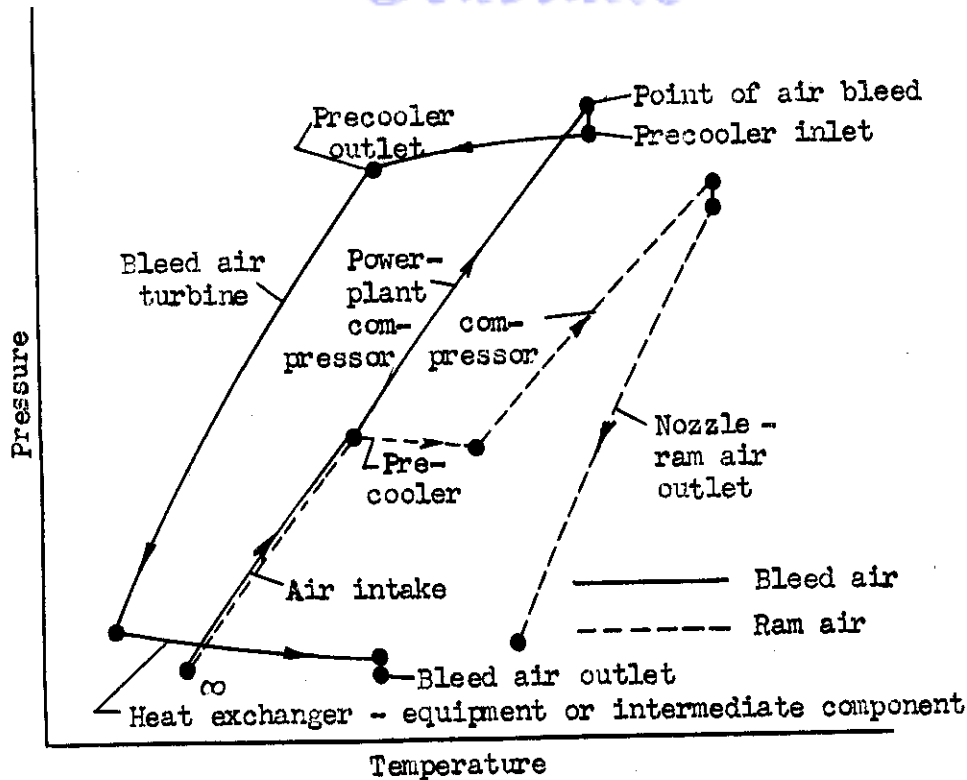 Point of air bleed
Precooler
outlet
Precooler inlet
Bleed air
turbine
Power-
plant
com-
pressor
com-
pressor
Pressure
Nozzle -
ram air
outlet
Pre-
cooler
Air intake
Bleed air
Ram air
∞
Bleed air outlet
Heat exchanger - equipment or intermediate component
Temperature